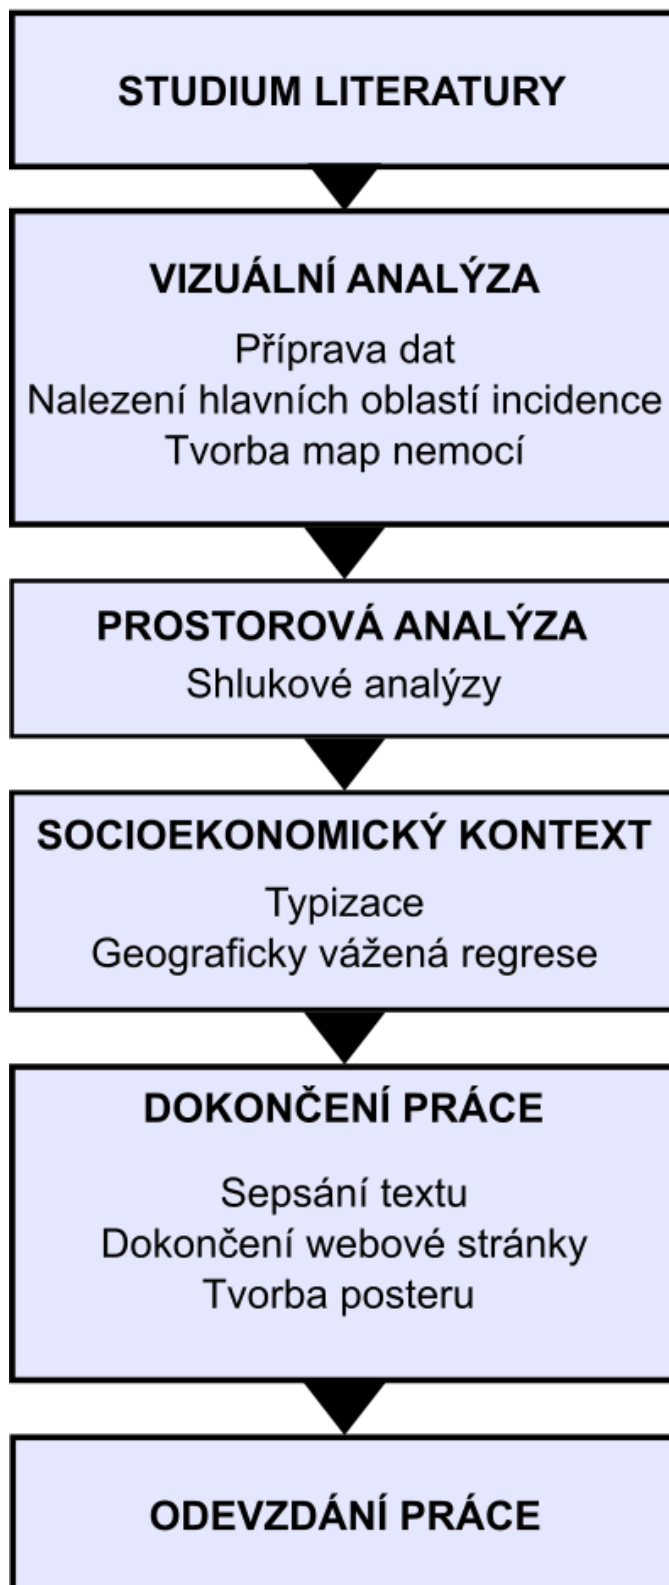 STUDIUM LITERATURY
VIZUÁLNÍ ANALÝZA
Příprava dat
Nalezení hlavních oblastí incidence
Tvorba map nemocí
PROSTOROVÁ ANALÝZA
Shlukové analýzy
SOCIOEKONOMICKÝ KONTEXT
Typizace
Geograficky vážená regrese
DOKONČENÍ PRÁCE
Sepsání textu
Dokončení webové stránky
Tvorba posteru
ODEVZDÁNÍ PRÁCE